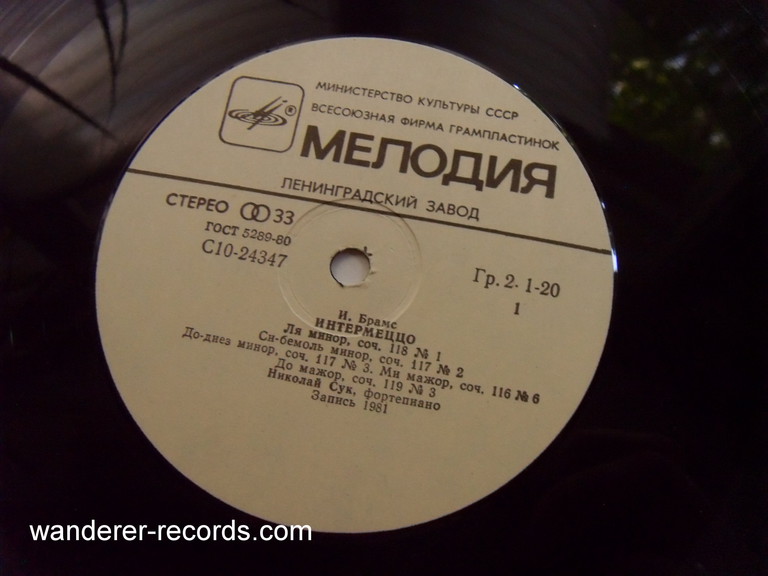 МИНИСТЕРСТВО КУЛЬТУРЫ СССР
ВСЕСОЮЗНАЯ ФИРМА ГРАМПЛАСТИНОК
МЕЛОДИЯ
ЛЕНИНГРАДСКИЙ ЗАВОД
СТЕРЕО 33
ГОСТ 5289-80
С10-24347
Гр. 2. 1-20
1
И. Брамс
ИНТЕРМЕЦЦО
Ля минор, соч. 118 № 1
Си-бемоль минор, соч. 117 № 2
До-диез минор, соч. 117 № 3. Ми мажор, соч. 116 № 6
До мажор, соч. 119 № 3
Николай Сук, фортепиано
Запись 1981
wanderer-records.com